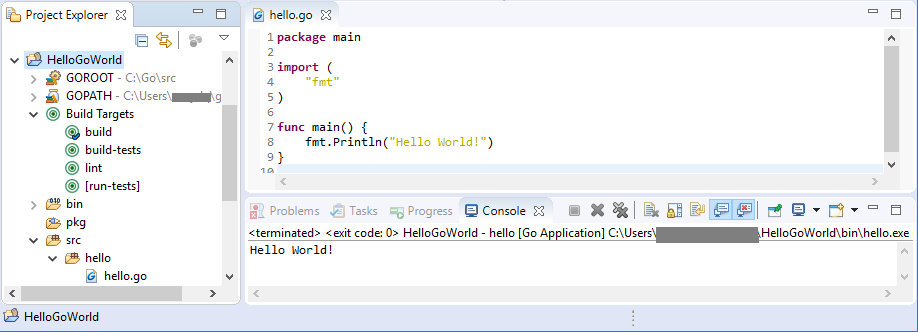 Project Explorer
HelloGoWorld
GOROOT - C:\Go\src
GOPATH - C:\Users\
Build Targets
build
build-tests
lint
[run-tests]
bin
pkg
src
hello
hello.go
hello.go
1 package main
2
3 import (
4 "fmt"
5 )
6
7 func main() {
8 fmt.Println("Hello World!")
9 }
10
Problems Tasks Progress Console
<terminated> <exit code: 0> HelloGoWorld - hello [Go Application] C:\Users\ \HelloGoWorld\bin\hello.exe
Hello World!
HelloGoWorld